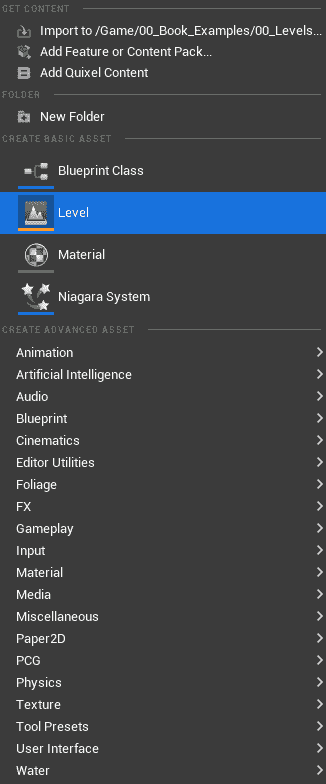 GET CONTENT
Import to /Game/00_Book_Examples/00_Levels...
Add Feature or Content Pack...
Add Quixel Content
FOLDER
New Folder
CREATE BASIC ASSET
Blueprint Class
Level
Material
Niagara System
CREATE ADVANCED ASSET
Animation
Artificial Intelligence
Audio
Blueprint
Cinematics
Editor Utilities
Foliage
FX
Gameplay
Input
Material
Media
Miscellaneous
Paper2D
PCG
Physics
Texture
Tool Presets
User Interface
Water